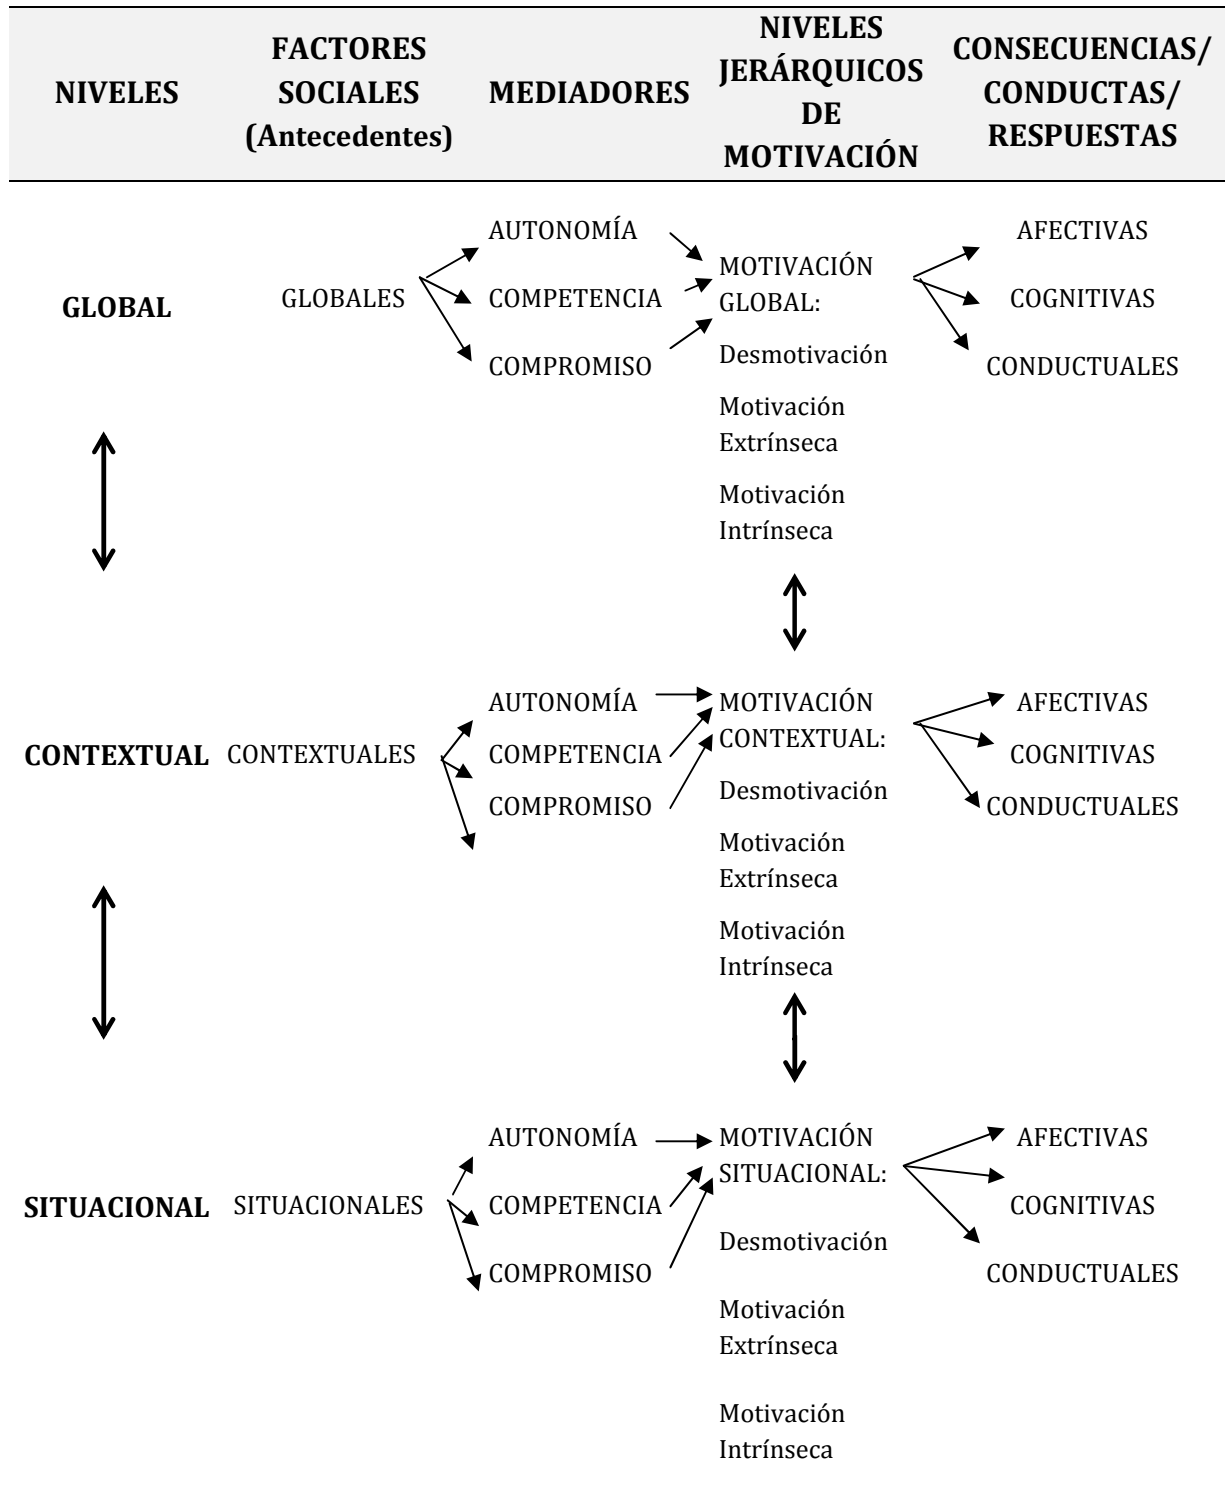 NIVELES
FACTORES
SOCIALES
(Antecedentes)
MEDIADORES
NIVELES
JERÁRQUICOS
DE
MOTIVACIÓN
CONSECUENCIAS/
CONDUCTAS/
RESPUESTAS
GLOBAL
GLOBALES
AUTONOMÍA
COMPETENCIA
COMPROMISO
MOTIVACIÓN
GLOBAL:
Desmotivación
Motivación
Extrínseca
Motivación
Intrínseca
AFECTIVAS
COGNITIVAS
CONDUCTUALES
CONTEXTUAL
CONTEXTUALES
AUTONOMÍA
COMPETENCIA
COMPROMISO
MOTIVACIÓN
CONTEXTUAL:
Desmotivación
Motivación
Extrínseca
Motivación
Intrínseca
AFECTIVAS
COGNITIVAS
CONDUCTUALES
SITUACIONAL
SITUACIONALES
AUTONOMÍA
COMPETENCIA
COMPROMISO
MOTIVACIÓN
SITUACIONAL:
Desmotivación
Motivación
Extrínseca
Motivación
Intrínseca
AFECTIVAS
COGNITIVAS
CONDUCTUALES